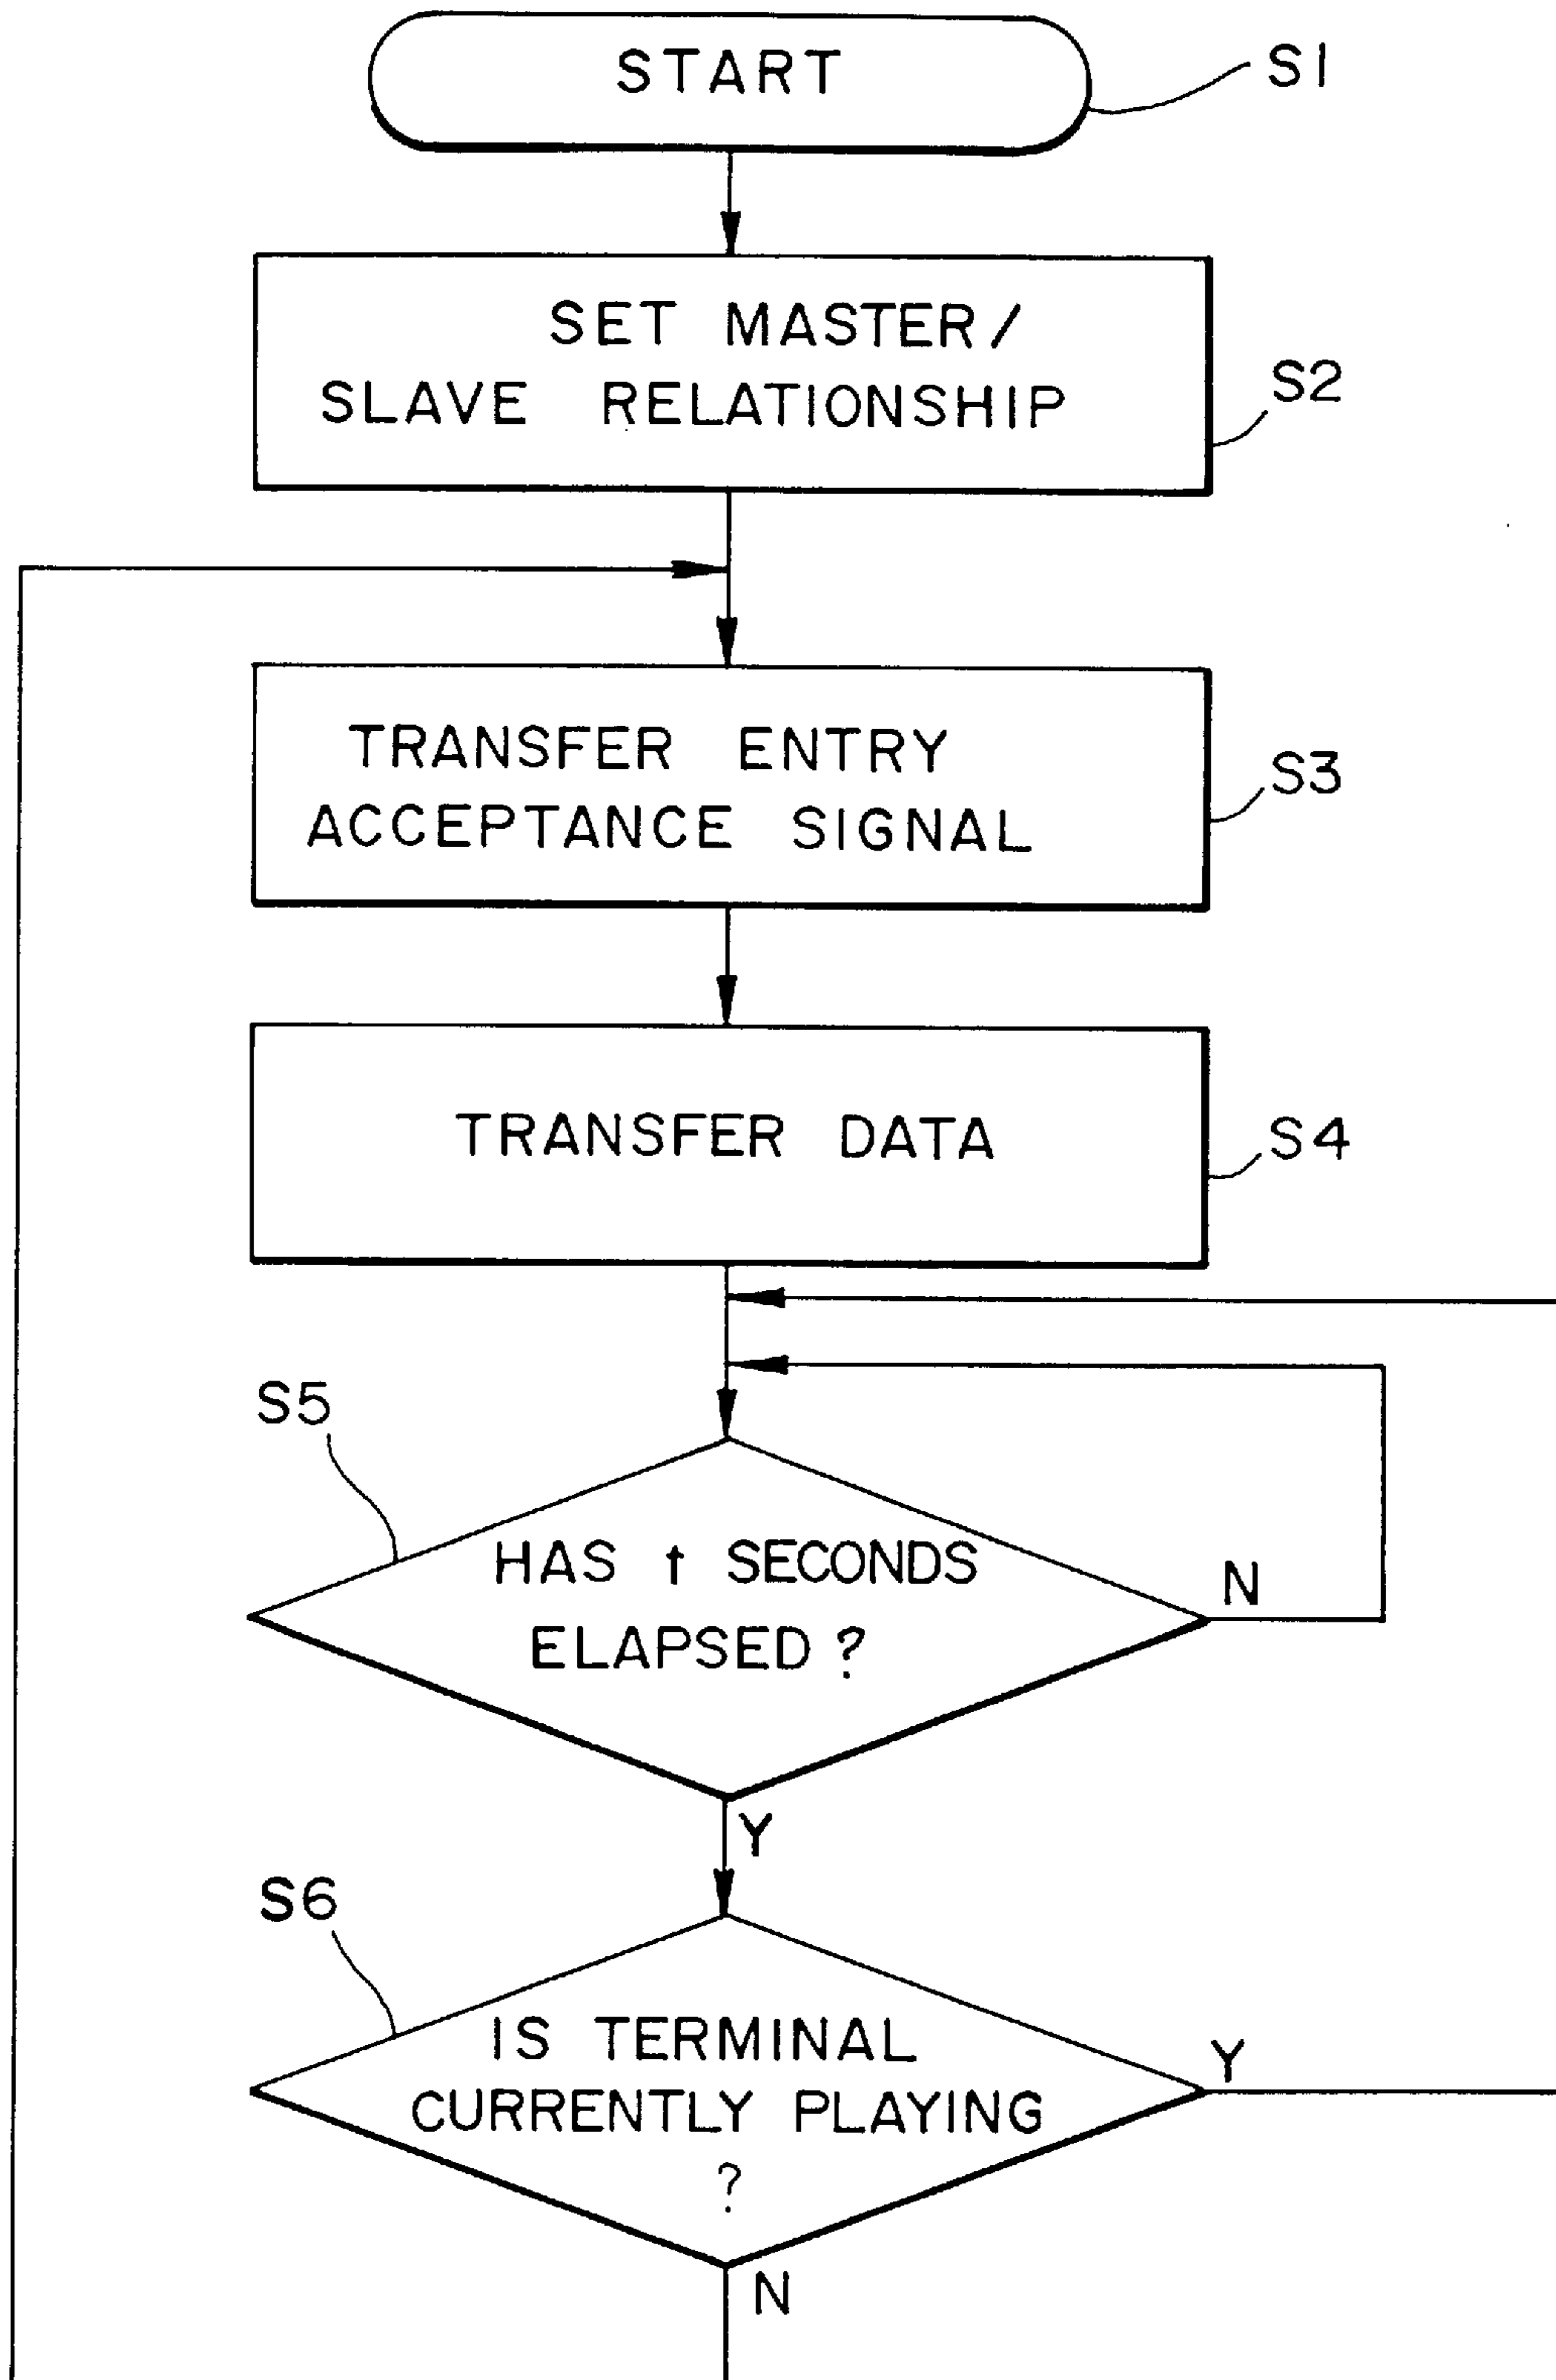 START
S1
SET MASTER/
SLAVE RELATIONSHIP
S2
TRANSFER ENTRY
ACCEPTANCE SIGNAL
S3
TRANSFER DATA
S4
S5
HAS t SECONDS
ELAPSED ?
N
Y
S6
IS TERMINAL
CURRENTLY PLAYING
?
Y
N